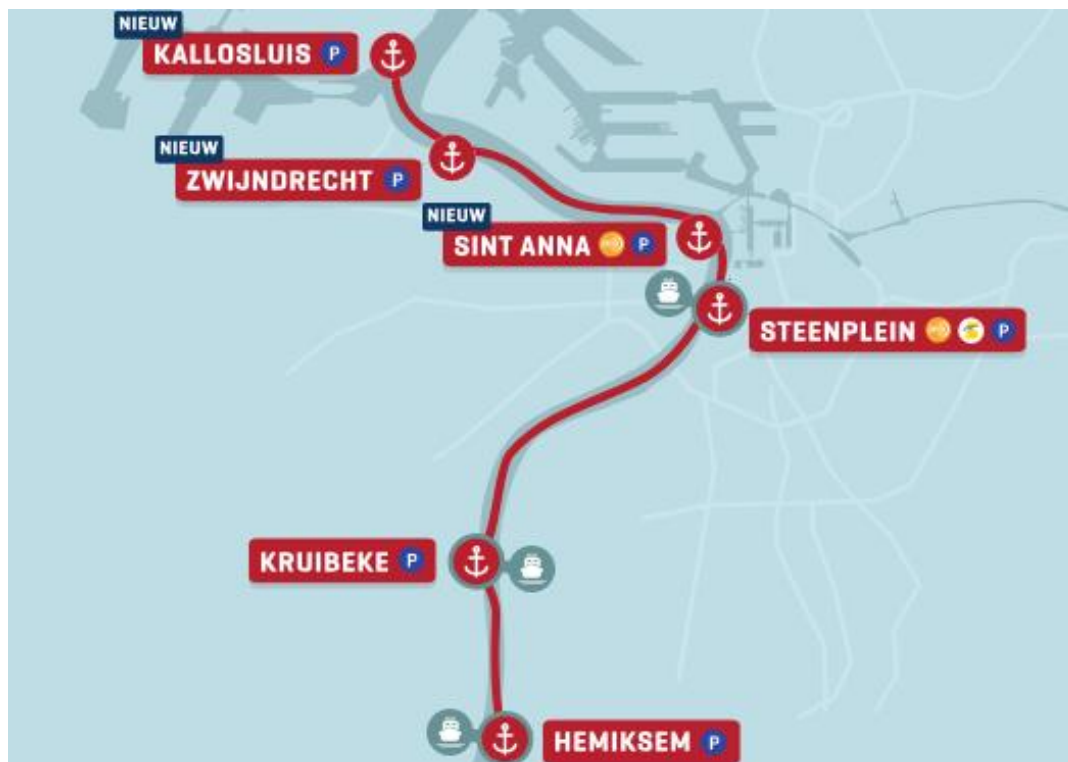 NIEUW
KALLOSLUIS P
NIEUW
ZWIJNDRECHT P
NIEUW
SINT ANNA P
STEENPLEIN P
KRUIBEKE P
HEMIKSEM P